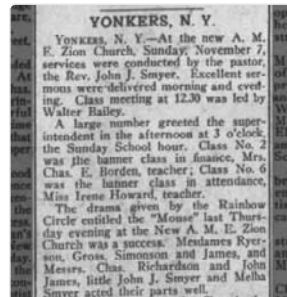 YONKERS, N. Y.
YONKERS, N. Y.—At the new A. M.
E. Zion Church, Sunday, November 7,
services were conducted by the pastor,
the Rev. John J. Smyer. Excellent ser-
mons were delivered morning and even-
ing. Class meeting at 12.30 was led by
Walter Bailey.
A large number greeted the super-
intendent in the afternoon at 3 o'clock,
the Sunday School hour. Class No. 2
was the banner class in finance, Mrs.
Chas. E. Borden, teacher; Class No. 6
was the banner class in attendance,
Miss Irene Howard, teacher.
The drama given by the Rainbow
Circle entitled the "Mouse" last Thurs-
day evening at the New A. M. E. Zion
Church was a success. Mesdames Ryer-
son, Gross, Simonson and James, and
Messrs. Chas. Richardson and John
James, little John J. Smyer and Melba
Smyer acted their parts well.